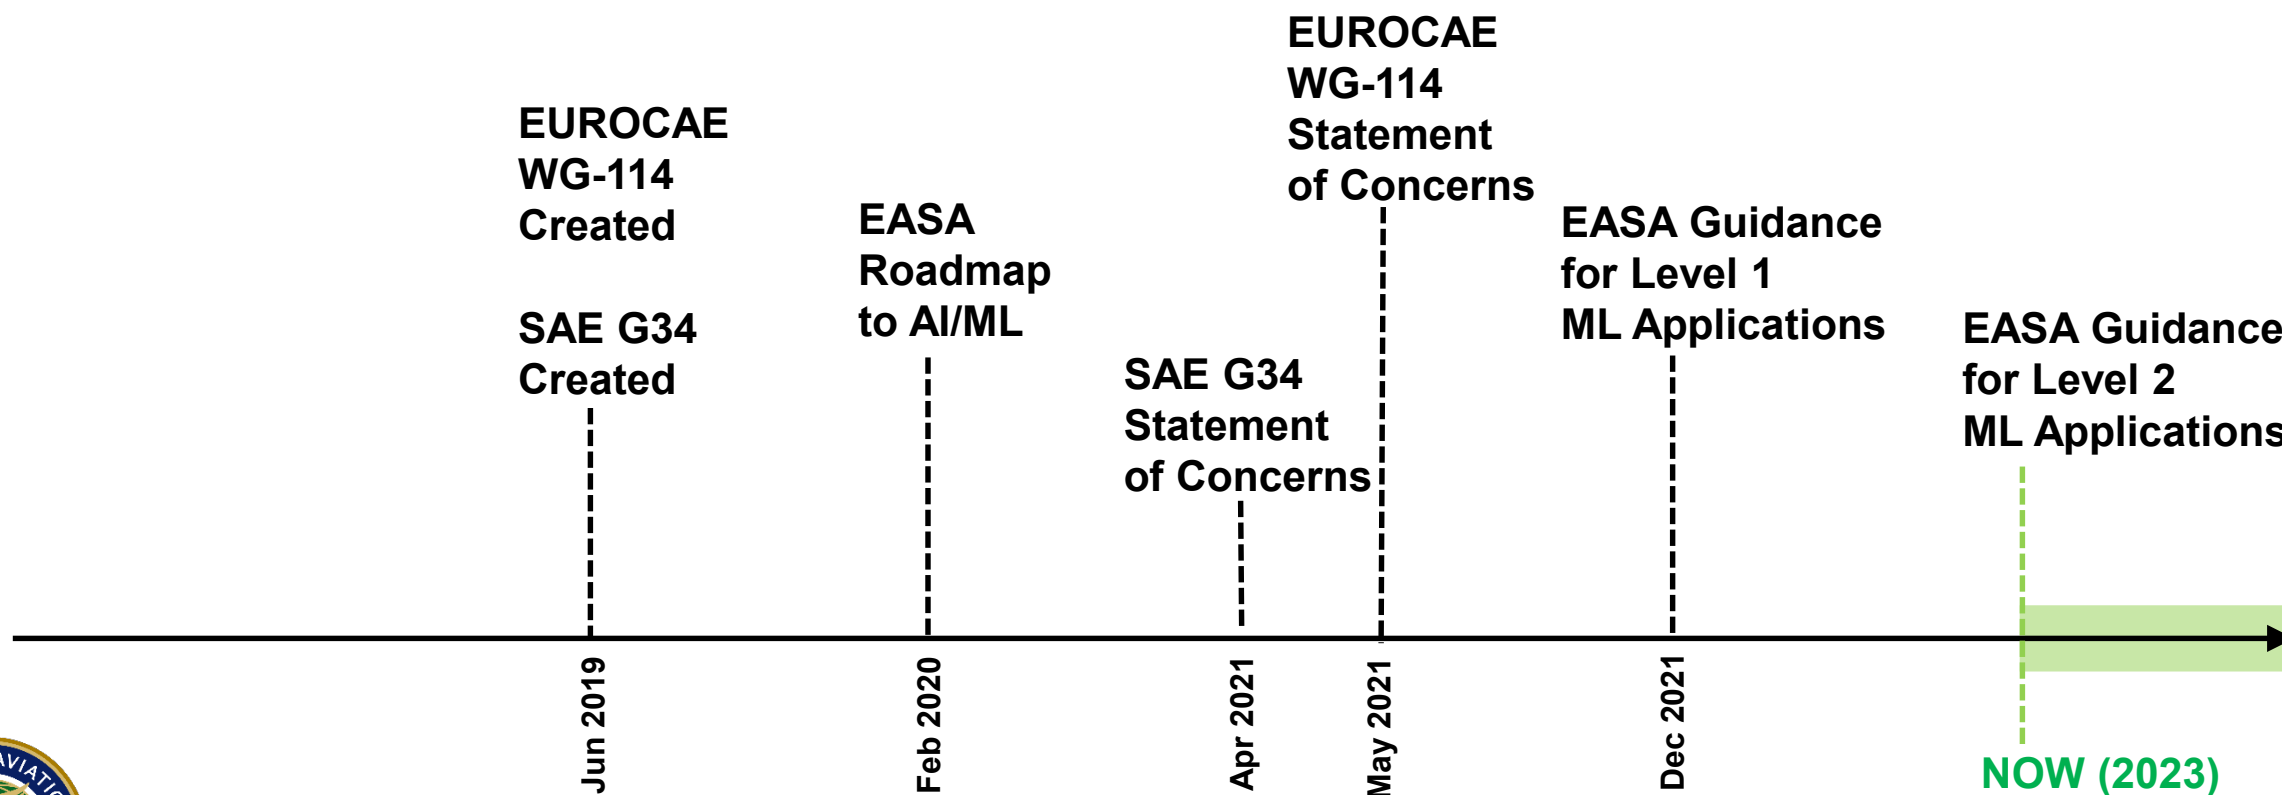 EUROCAE
WG-114
Created
SAE G34
Created
EASA
Roadmap
to AI/ML
SAE G34
Statement
of Concerns
EUROCAE
WG-114
Statement
of Concerns
EASA Guidance
for Level 1
ML Applications
EASA Guidance
for Level 2
ML Applications
Jun 2019
Feb 2020
Apr 2021
May 2021
Dec 2021
NOW (2023)